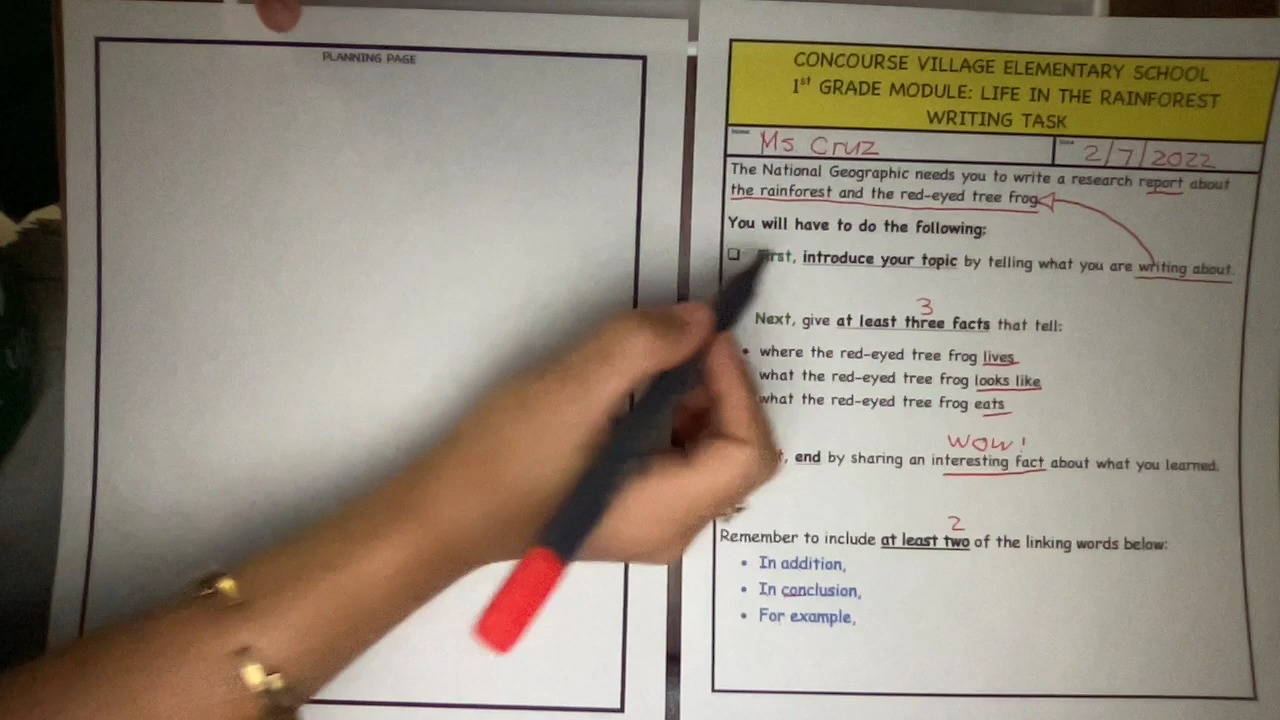 PLANNING PAGE
CONCOURSE VILLAGE ELEMENTARY SCHOOL
1st GRADE MODULE: LIFE IN THE RAINFOREST
WRITING TASK
Name Ms Cruz Date 2/7/2022
The National Geographic needs you to write a research report about
the rainforest and the red-eyed tree frog
You will have to do the following:
introduce your topic by telling what you are writing about.
3
Next, give at least three facts that tell:
• where the red-eyed tree frog lives
what the red-eyed tree frog looks like
what the red-eyed tree frog eats
WOW!
end by sharing an interesting fact about what you learned.
2
Remember to include at least two of the linking words below:
• In addition,
• In conclusion,
• For example,